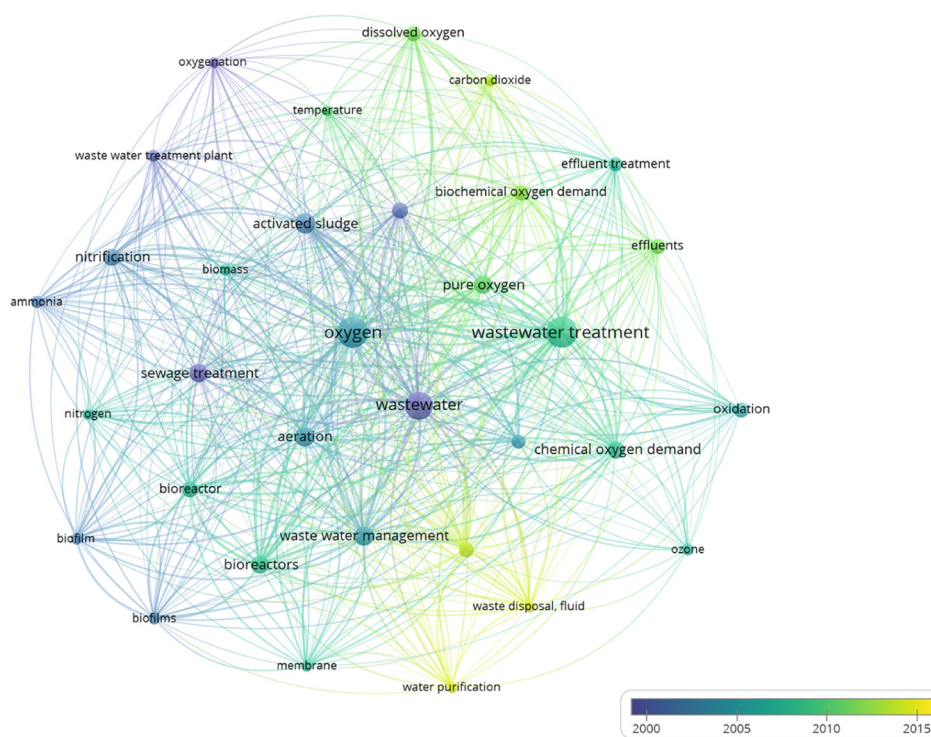 dissolved oxygen
oxygenation
carbon dioxide
temperature
waste water treatment plant
effluent treatment
biochemical oxygen demand
activated sludge
effluents
nitrification
biomass
pure oxygen
ammonia
oxygen
wastewater treatment
sewage treatment
wastewater
nitrogen
oxidation
aeration
chemical oxygen demand
bioreactor
waste water management
biofilm
ozone
bioreactors
waste disposal, fluid
biofilms
membrane
water purification
2000 2005 2010 2015